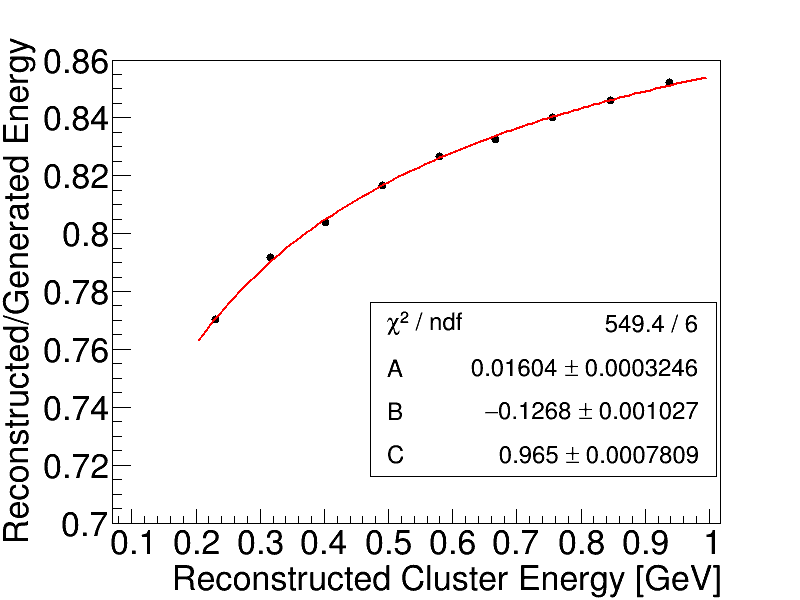 Reconstructed/Generated Energy
0.86
0.84
0.82
0.8
0.78
0.76
0.74
0.72
0.7
χ² / ndf 549.4 / 6
A 0.01604 ± 0.0003246
B −0.1268 ± 0.001027
C 0.965 ± 0.0007809
0.1 0.2 0.3 0.4 0.5 0.6 0.7 0.8 0.9 1
Reconstructed Cluster Energy [GeV]